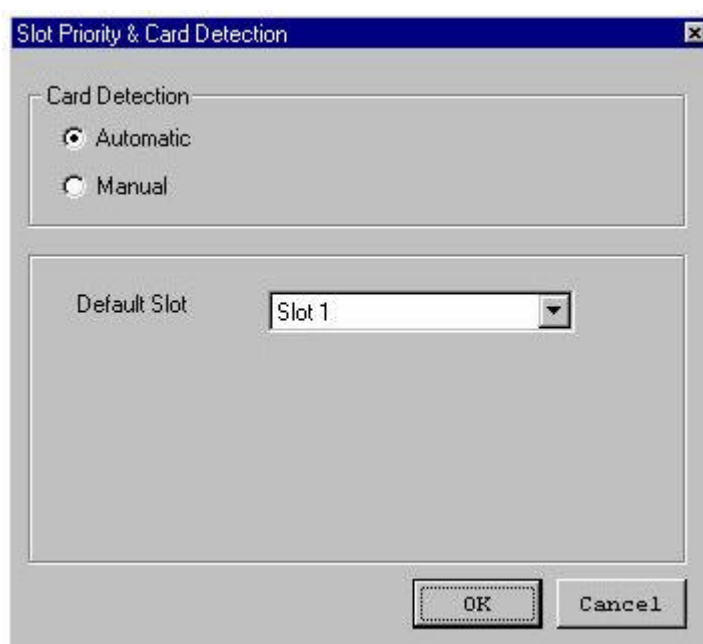 Slot Priority & Card Detection
Card Detection
Automatic
Manual
Default Slot
Slot 1
OK
Cancel